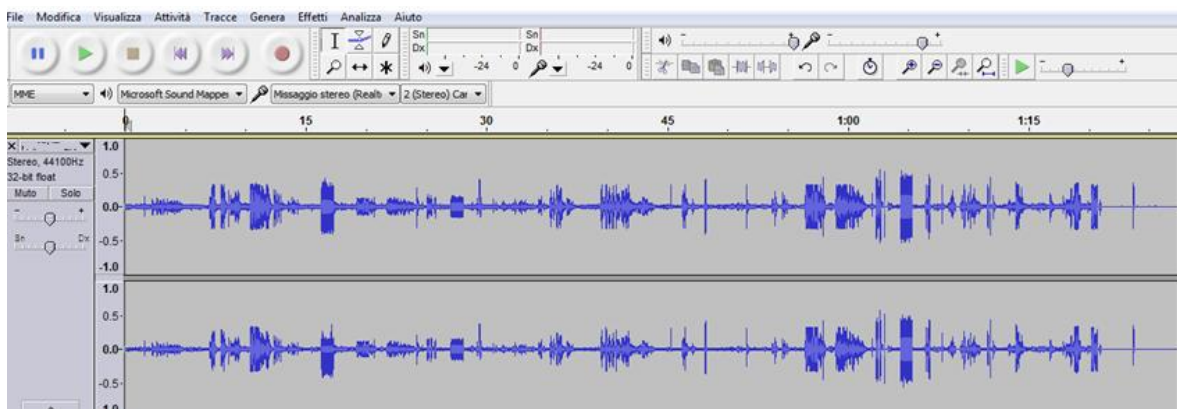 File Modifica Visualizza Attività Tracce Genera Effetti Analizza Aiuto
Sn Sn
Dx Dx
-24 0 -24 0
MME Microsoft Sound Mapper Missaggio stereo (Realt 2 (Stereo) Car
0 15 30 45 1:00 1:15
Stereo, 44100Hz
32-bit float
Muto Solo
- +
Sn Dx
1.0
0.5
0.0
-0.5
-1.0
1.0
0.5
0.0
-0.5
-1.0